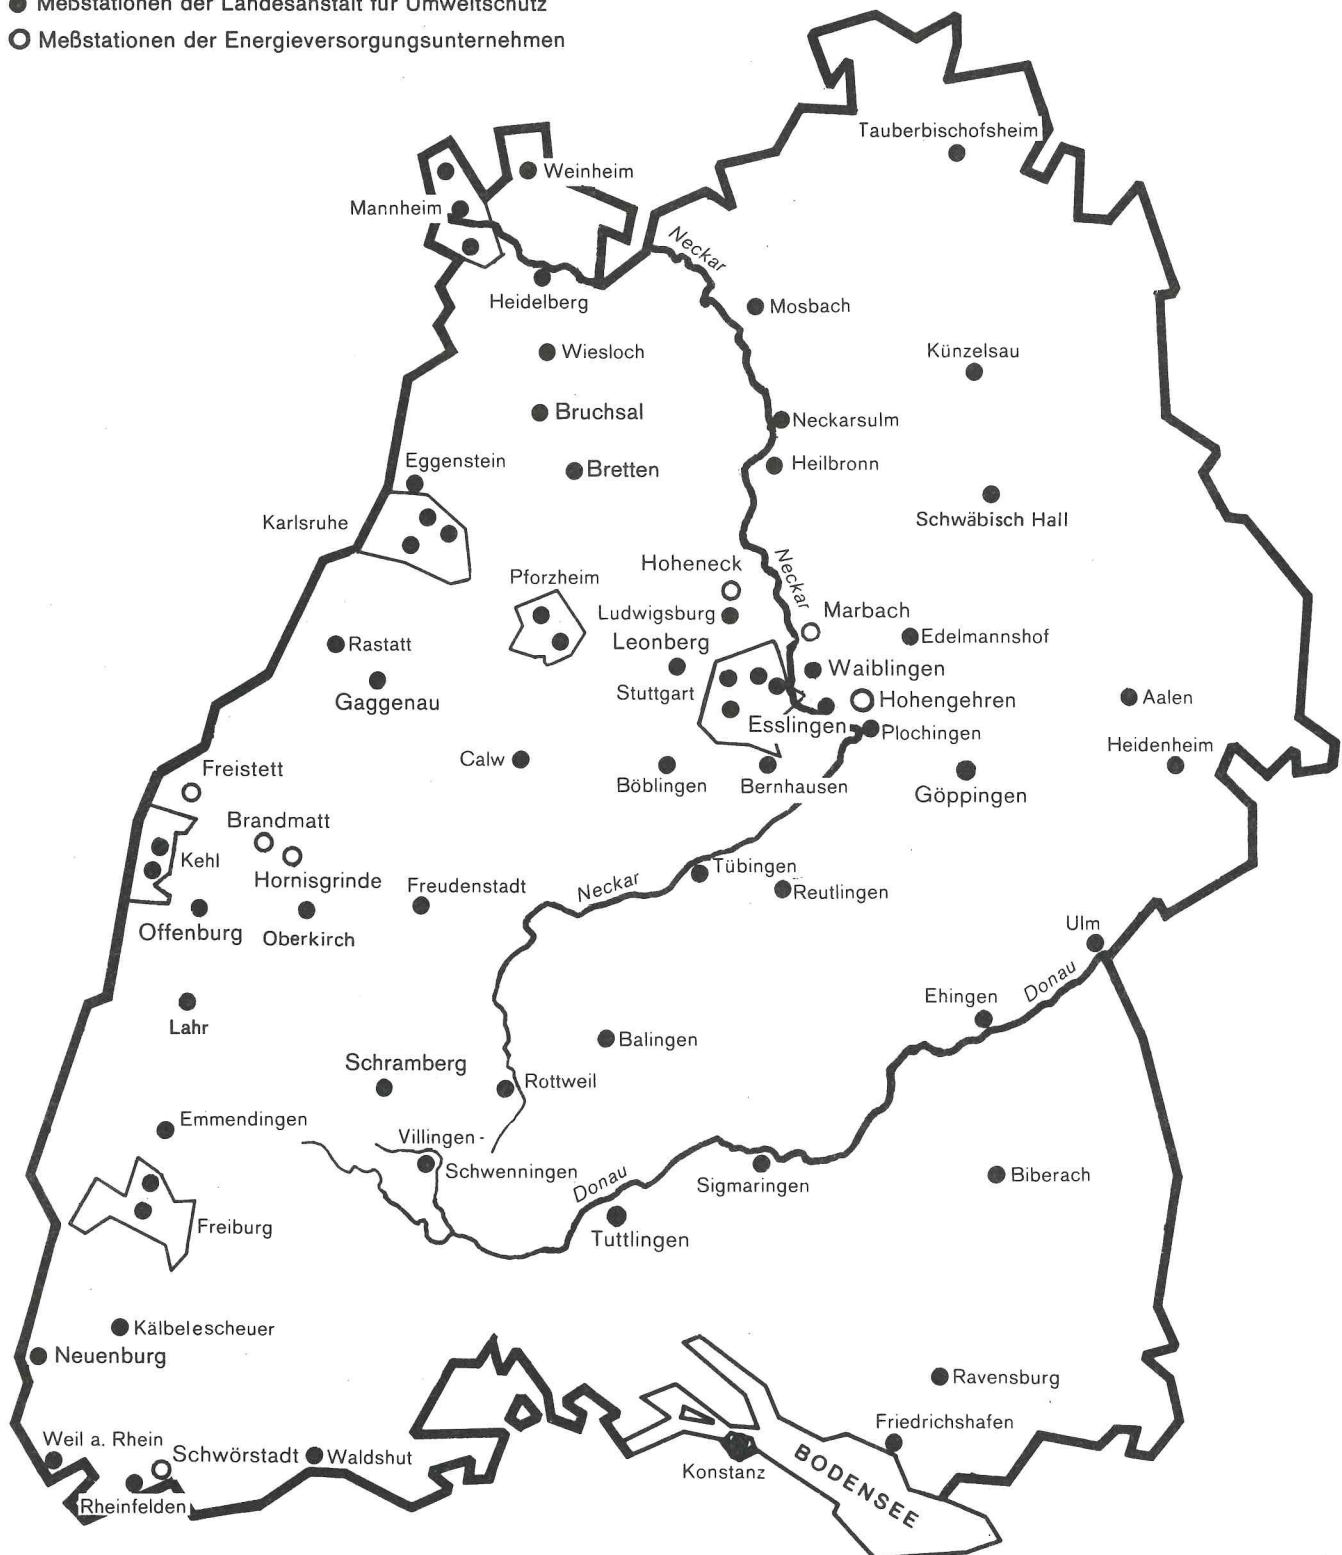 Meßstationen der Landesanstalt für Umweltschutz
Meßstationen der Energieversorgungsunternehmen
Tauberbischofsheim
Weinheim
Mannheim
Neckar
Heidelberg
Mosbach
Wiesloch
Künzelsau
Bruchsal
Neckarsulm
Eggenstein
Bretten
Heilbronn
Karlsruhe
Schwäbisch Hall
Hoheneck
Neckar
Pforzheim
Ludwigsburg
Marbach
Rastatt
Leonberg
Edelmannshof
Waiblingen
Gaggenau
Stuttgart
Hohengehren
Aalen
Esslingen
Plochingen
Heidenheim
Calw
Freistett
Böblingen
Bernhausen
Göppingen
Brandmatt
Kehl
Tübingen
Hornisgrinde
Freudenstadt
Neckar
Reutlingen
Offenburg
Oberkirch
Ulm
Donau
Ehingen
Lahr
Balingen
Schramberg
Rottweil
Emmendingen
Villingen-
Schwenningen
Donau
Sigmaringen
Biberach
Freiburg
Tuttlingen
Kälbelescheuer
Neuenburg
Ravensburg
Friedrichshafen
Weil a. Rhein
Schwörstadt
Waldshut
Konstanz
BODENSEE
Rheinfelden